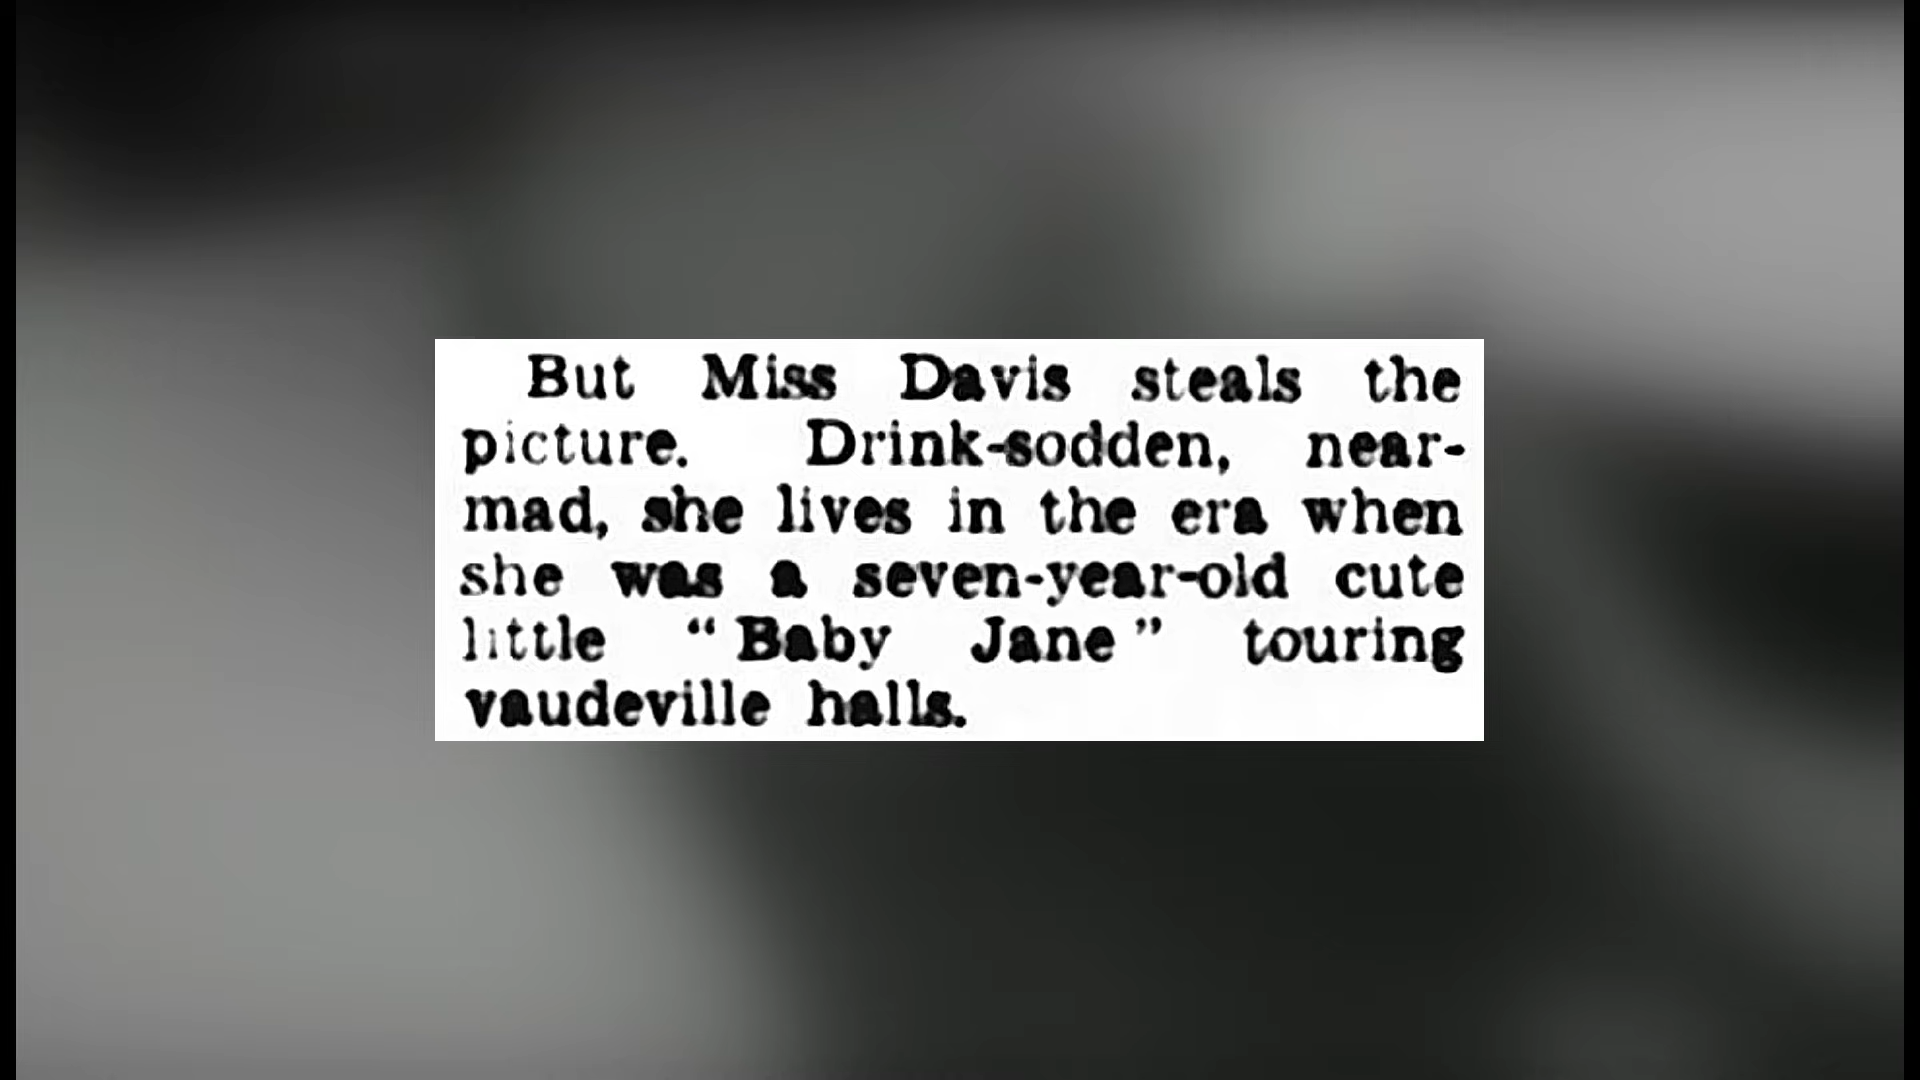 But Miss Davis steals the
picture. Drink-sodden, near-
mad, she lives in the era when
she was a seven-year-old cute
little “Baby Jane” touring
vaudeville halls.